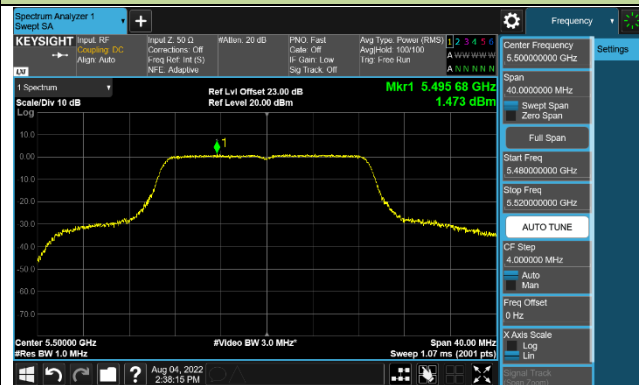 Spectrum Analyzer 1
Swept SA
Frequency
KEYSIGHT
Input: RF
Coupling: DC
Align: Auto
Input Z: 50 Ω
Corrections: Off
Freq Ref: Int (S)
NFE: Adaptive
#Atten: 20 dB
PNO: Fast
Gate: Off
IF Gain: Low
Sig Track: Off
Avg Type: Power (RMS)
Avg|Hold: 100/100
Trig: Free Run
1 2 3 4 5 6
A W W W W W
A N N N N N
LXI
1 Spectrum
Scale/Div 10 dB
Ref Lvl Offset 23.00 dB
Ref Level 20.00 dBm
Mkr1 5.495 68 GHz
1.473 dBm
Log
10.0
0.00
-10.0
-20.0
-30.0
-40.0
-50.0
-60.0
-70.0
1
Center 5.50000 GHz
#Res BW 1.0 MHz
#Video BW 3.0 MHz*
Span 40.00 MHz
Sweep 1.07 ms (2001 pts)
Aug 04, 2022
2:38:15 PM
Center Frequency
5.500000000 GHz
Settings
Span
40.0000000 MHz
Swept Span
Zero Span
Full Span
Start Freq
5.480000000 GHz
Stop Freq
5.520000000 GHz
AUTO TUNE
CF Step
4.000000 MHz
Auto
Man
Freq Offset
0 Hz
X Axis Scale
Log
Lin
Signal Track
(Span Zoom)